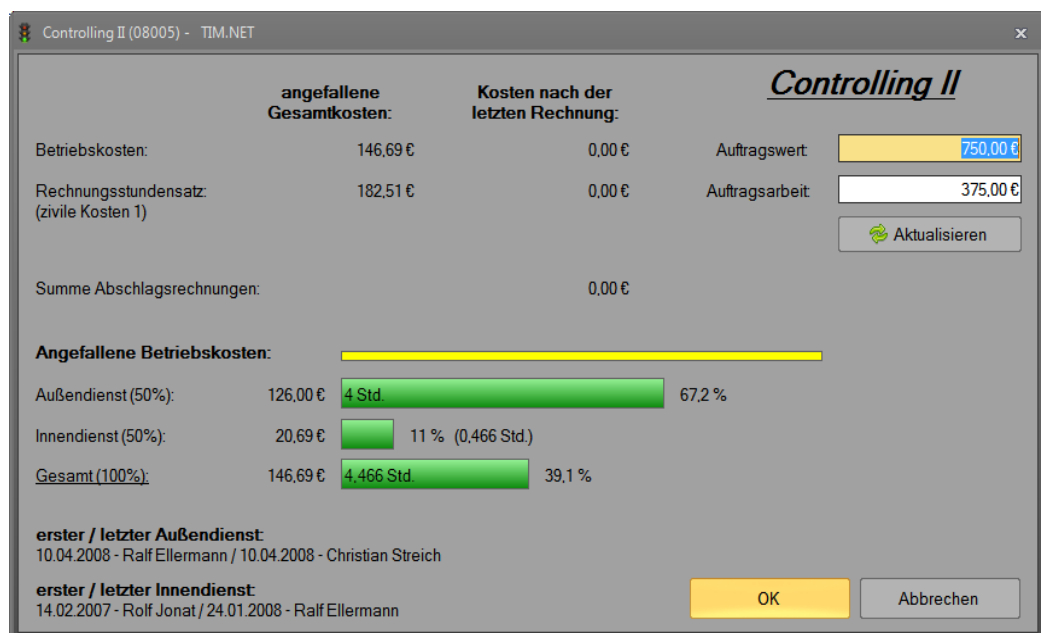 Controlling II (08005) - TIM.NET
x
angefallene Gesamtkosten:
Kosten nach der letzten Rechnung:
Controlling II
Betriebskosten: 146,69 € 0,00 € Auftragswert: 750,00 €
Rechnungsstundensatz: 182,51 € 0,00 € Auftragsarbeit: 375,00 €
(zivile Kosten 1)
Aktualisieren
Summe Abschlagsrechnungen: 0,00 €
Angefallene Betriebskosten:
Außendienst (50%): 126,00 € 4 Std. 67,2 %
Innendienst (50%): 20,69 € 11 % (0,466 Std.)
Gesamt (100%): 146,69 € 4,466 Std. 39,1 %
erster / letzter Außendienst:
10.04.2008 - Ralf Ellermann / 10.04.2008 - Christian Streich
erster / letzter Innendienst:
14.02.2007 - Rolf Jonat / 24.01.2008 - Ralf Ellermann
OK
Abbrechen